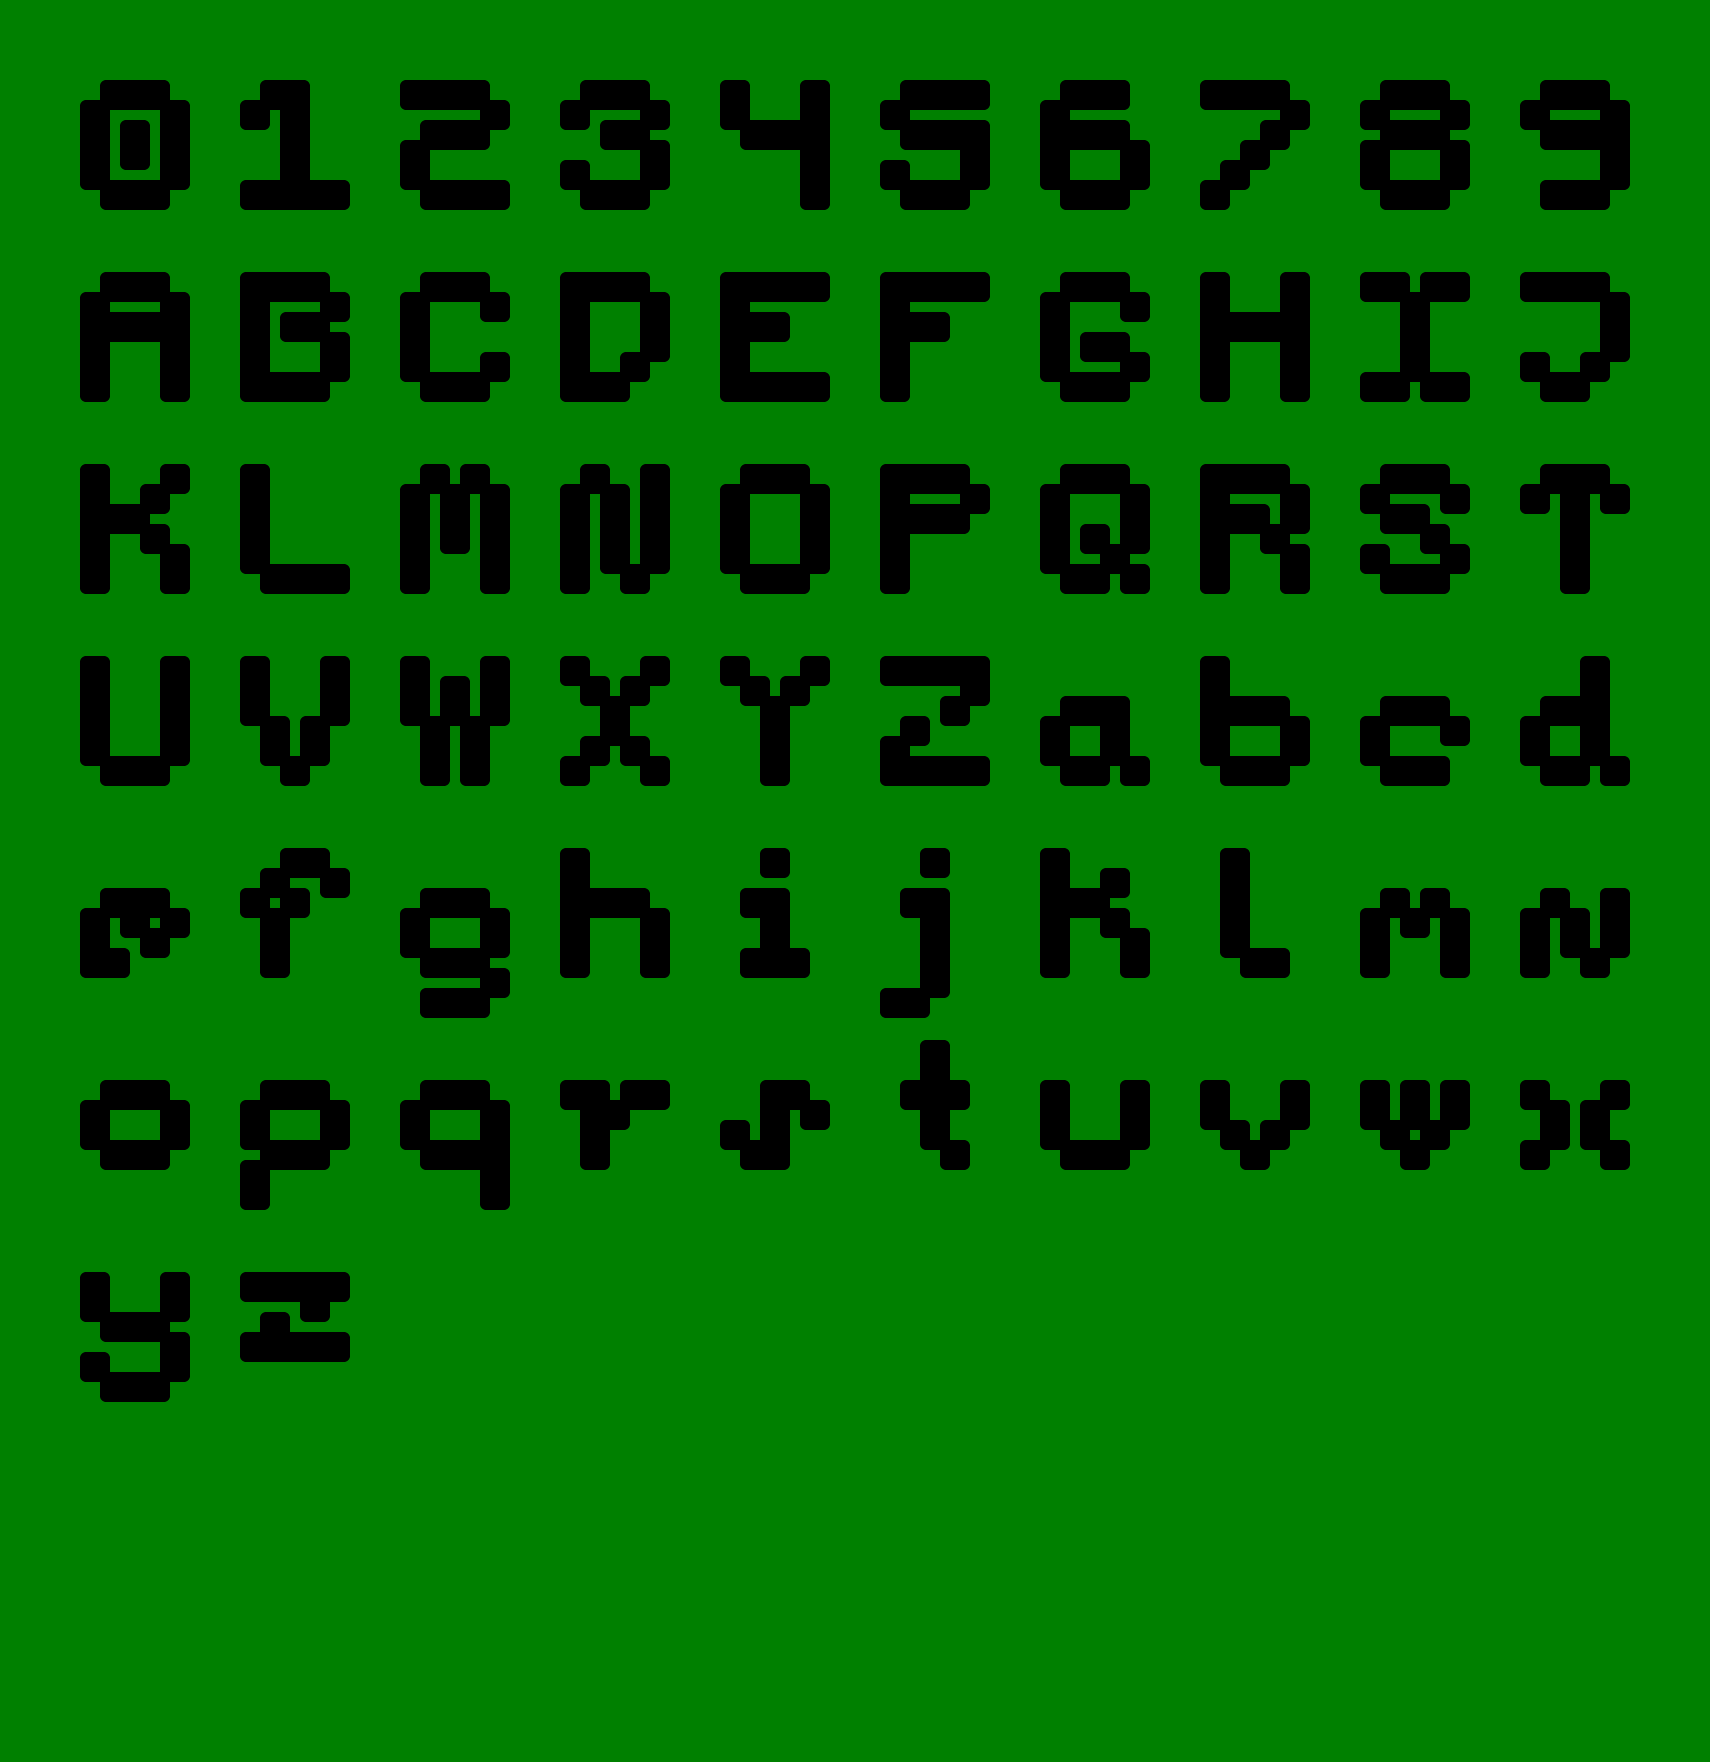 0123456789
ABCDEFGHIJ
KLMNOPQRST
UVWXYZabcd
efghijklmn
opqrstuvwx
yz